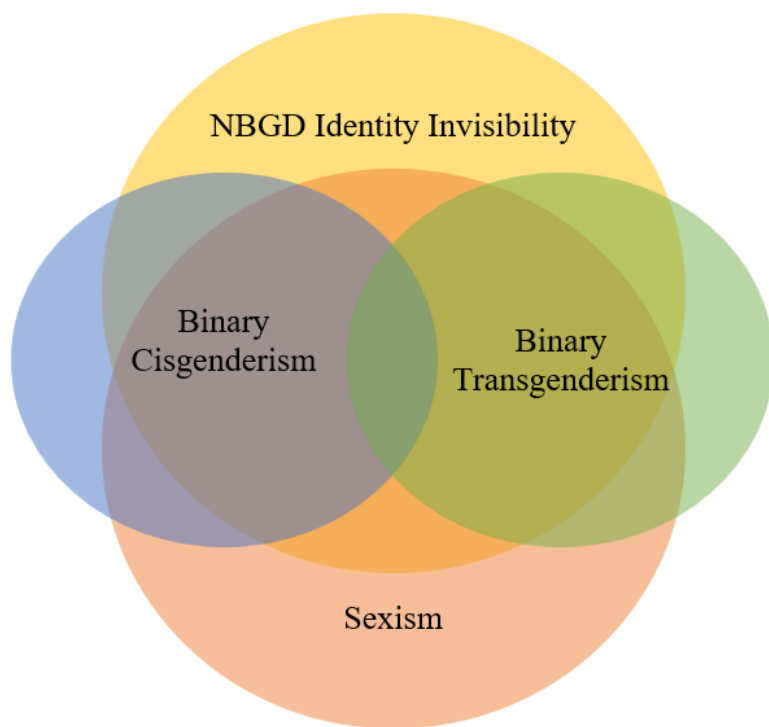 NBGD Identity Invisibility
Binary
Cisgenderism
Binary
Transgenderism
Sexism